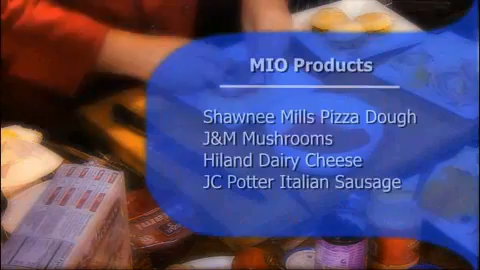 MIO Products
Shawnee Mills Pizza Dough
J&M Mushrooms
Hiland Dairy Cheese
JC Potter Italian Sausage